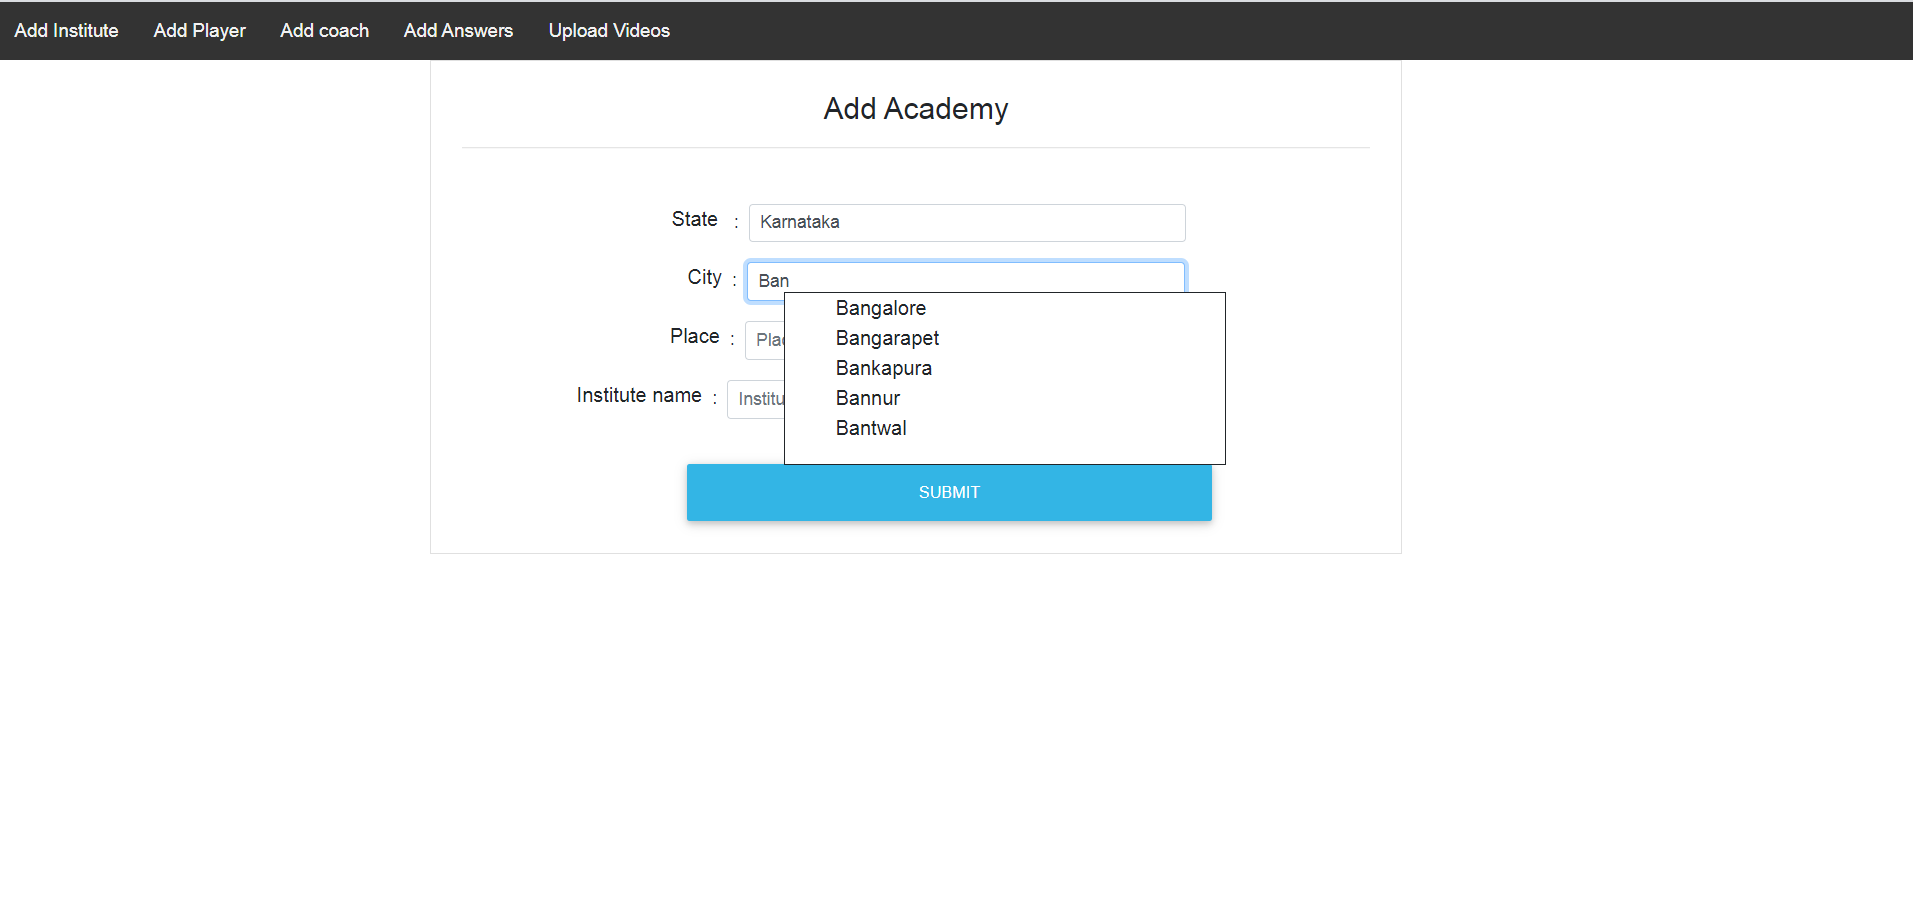 Add Institute Add Player Add coach Add Answers Upload Videos
Add Academy
State : Karnataka
City : Ban
Bangalore
Bangarapet
Bankapura
Bannur
Bantwal
Place :
Institute name :
SUBMIT